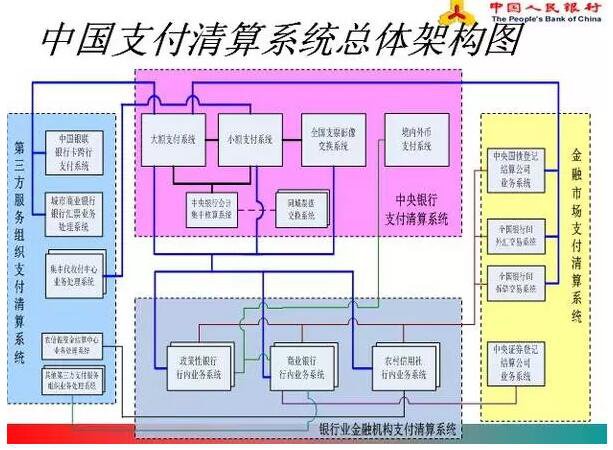 中国人民银行
The People's Bank of China
中国支付清算系统总体架构图
第三方服务组织支付清算系统
中国银联
银行卡跨行
支付系统
城市商业银行
银行汇票业务
处理系统
集中代收付中心
业务处理系统
农信银资金结算中心
业务处理系统
其他第三方支付服务
组织业务处理系统
大额支付系统
小额支付系统
全国支票影像
交换系统
境内外币
支付系统
中央银行会计
集中核算系统
同城票据
交换系统
中央银行
支付清算系统
中央国债登记
结算公司
业务系统
全国银行间
外汇交易系统
全国银行间
拆借交易系统
中央证券登记
结算公司
业务系统
金融市场支付清算系统
政策性银行
行内业务系统
商业银行
行内业务系统
农村信用社
行内业务系统
银行业金融机构支付清算系统